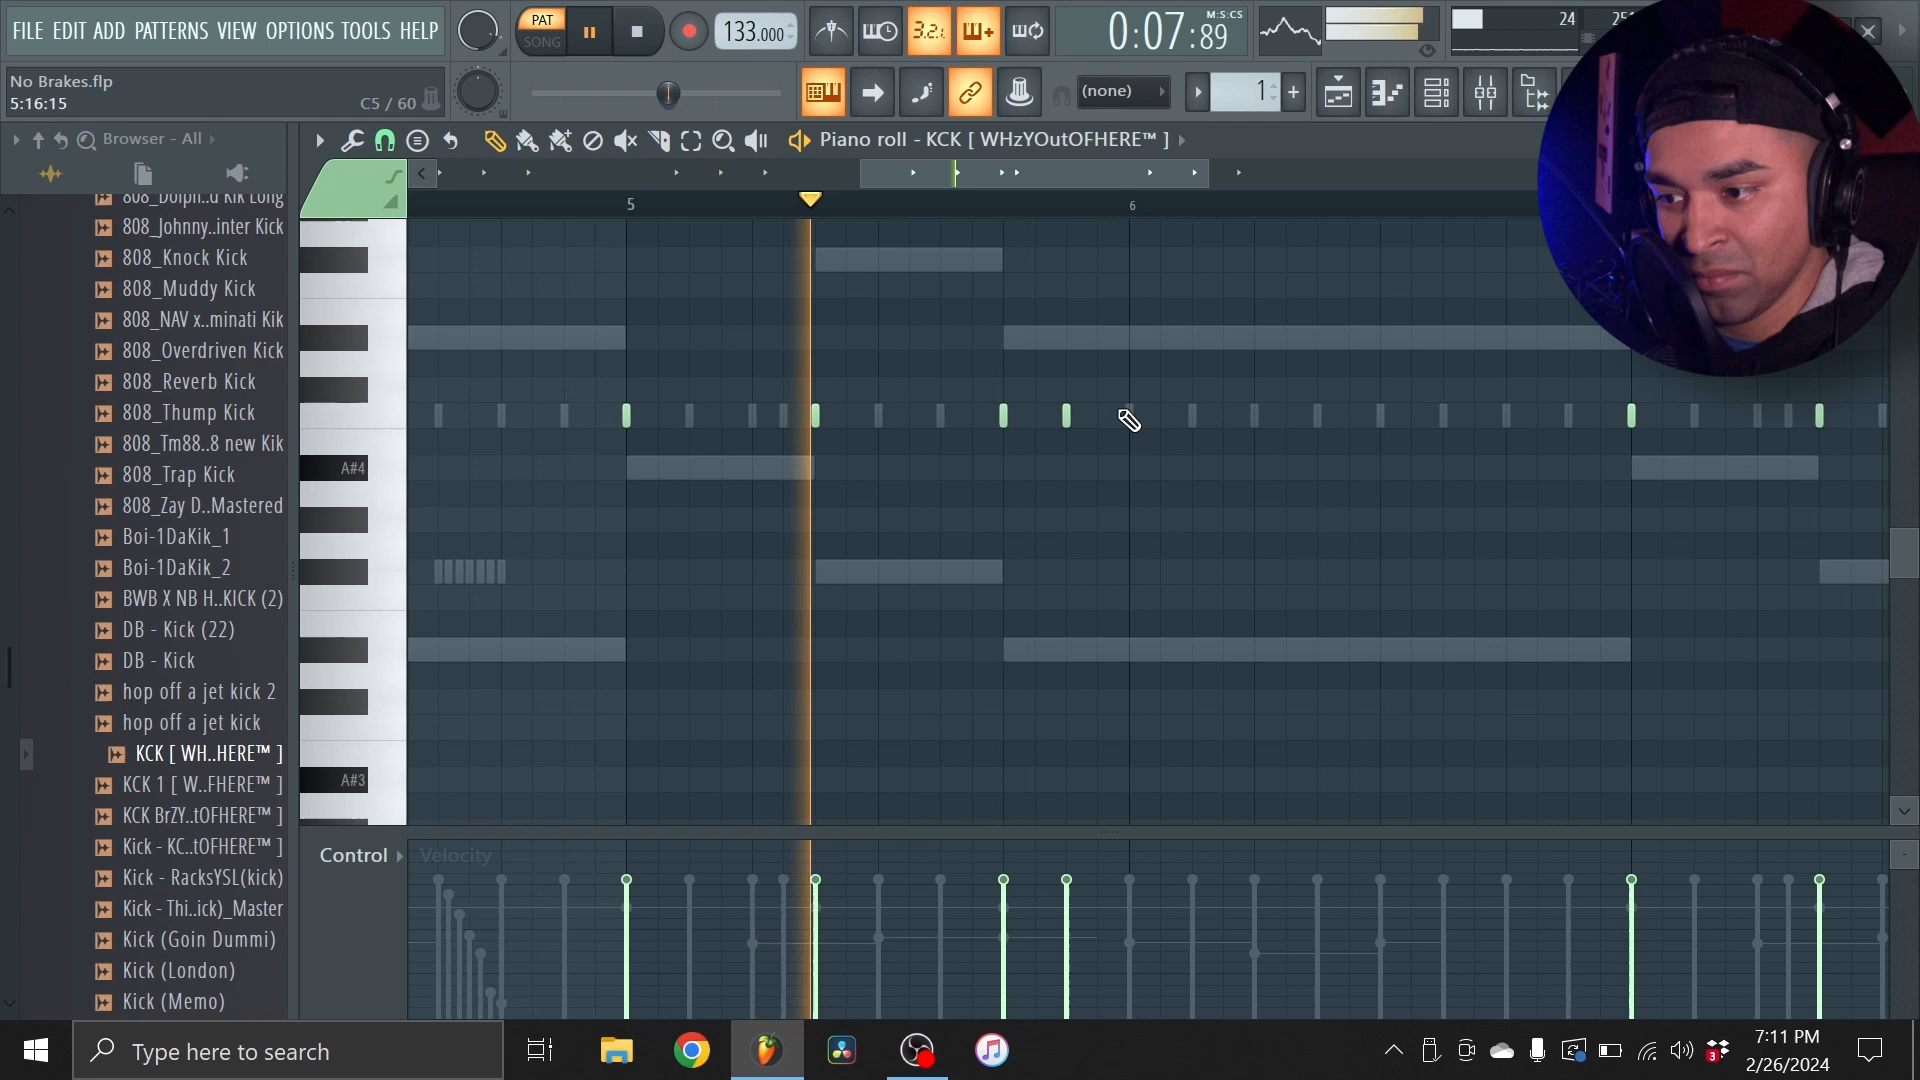 FILE EDIT ADD PATTERNS VIEW OPTIONS TOOLS HELP
PAT
SONG
133.000
3.2
0:07:89
M:S:CS
24
No Brakes.flp
5:16:15
C5 / 60
(none)
1
Browser - All
Piano roll - KCK [ WHzYOutOFHERE™ ]
5
6
808_Dolph..d Kik Long
808_Johnny..inter Kick
808_Knock Kick
808_Muddy Kick
808_NAV x..minati Kik
808_Overdriven Kick
808_Reverb Kick
808_Thump Kick
808_Tm88..8 new Kik
808_Trap Kick
808_Zay D..Mastered
Boi-1DaKik_1
Boi-1DaKik_2
BWB X NB H..KICK (2)
DB - Kick (22)
DB - Kick
hop off a jet kick 2
hop off a jet kick
KCK [ WH..HERE™ ]
KCK 1 [ W..FHERE™ ]
KCK BrZY..tOFHERE™ ]
Kick - KC..tOFHERE™ ]
Kick - RacksYSL(kick)
Kick - Thi..ick)_Master
Kick (Goin Dummi)
Kick (London)
Kick (Memo)
A#4
A#3
Control
Velocity
Type here to search
3
7:11 PM
2/26/2024